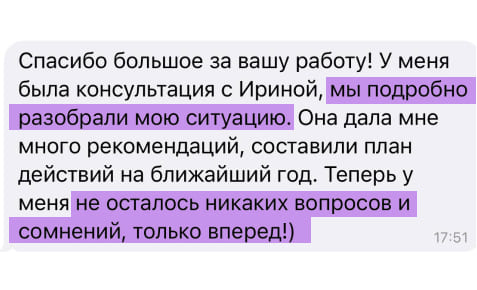 Спасибо большое за вашу работу! У меня
была консультация с Ириной, мы подробно
разобрали мою ситуацию. Она дала мне
много рекомендаций, составили план
действий на ближайший год. Теперь у
меня не осталось никаких вопросов и
сомнений, только вперед!)
17:51